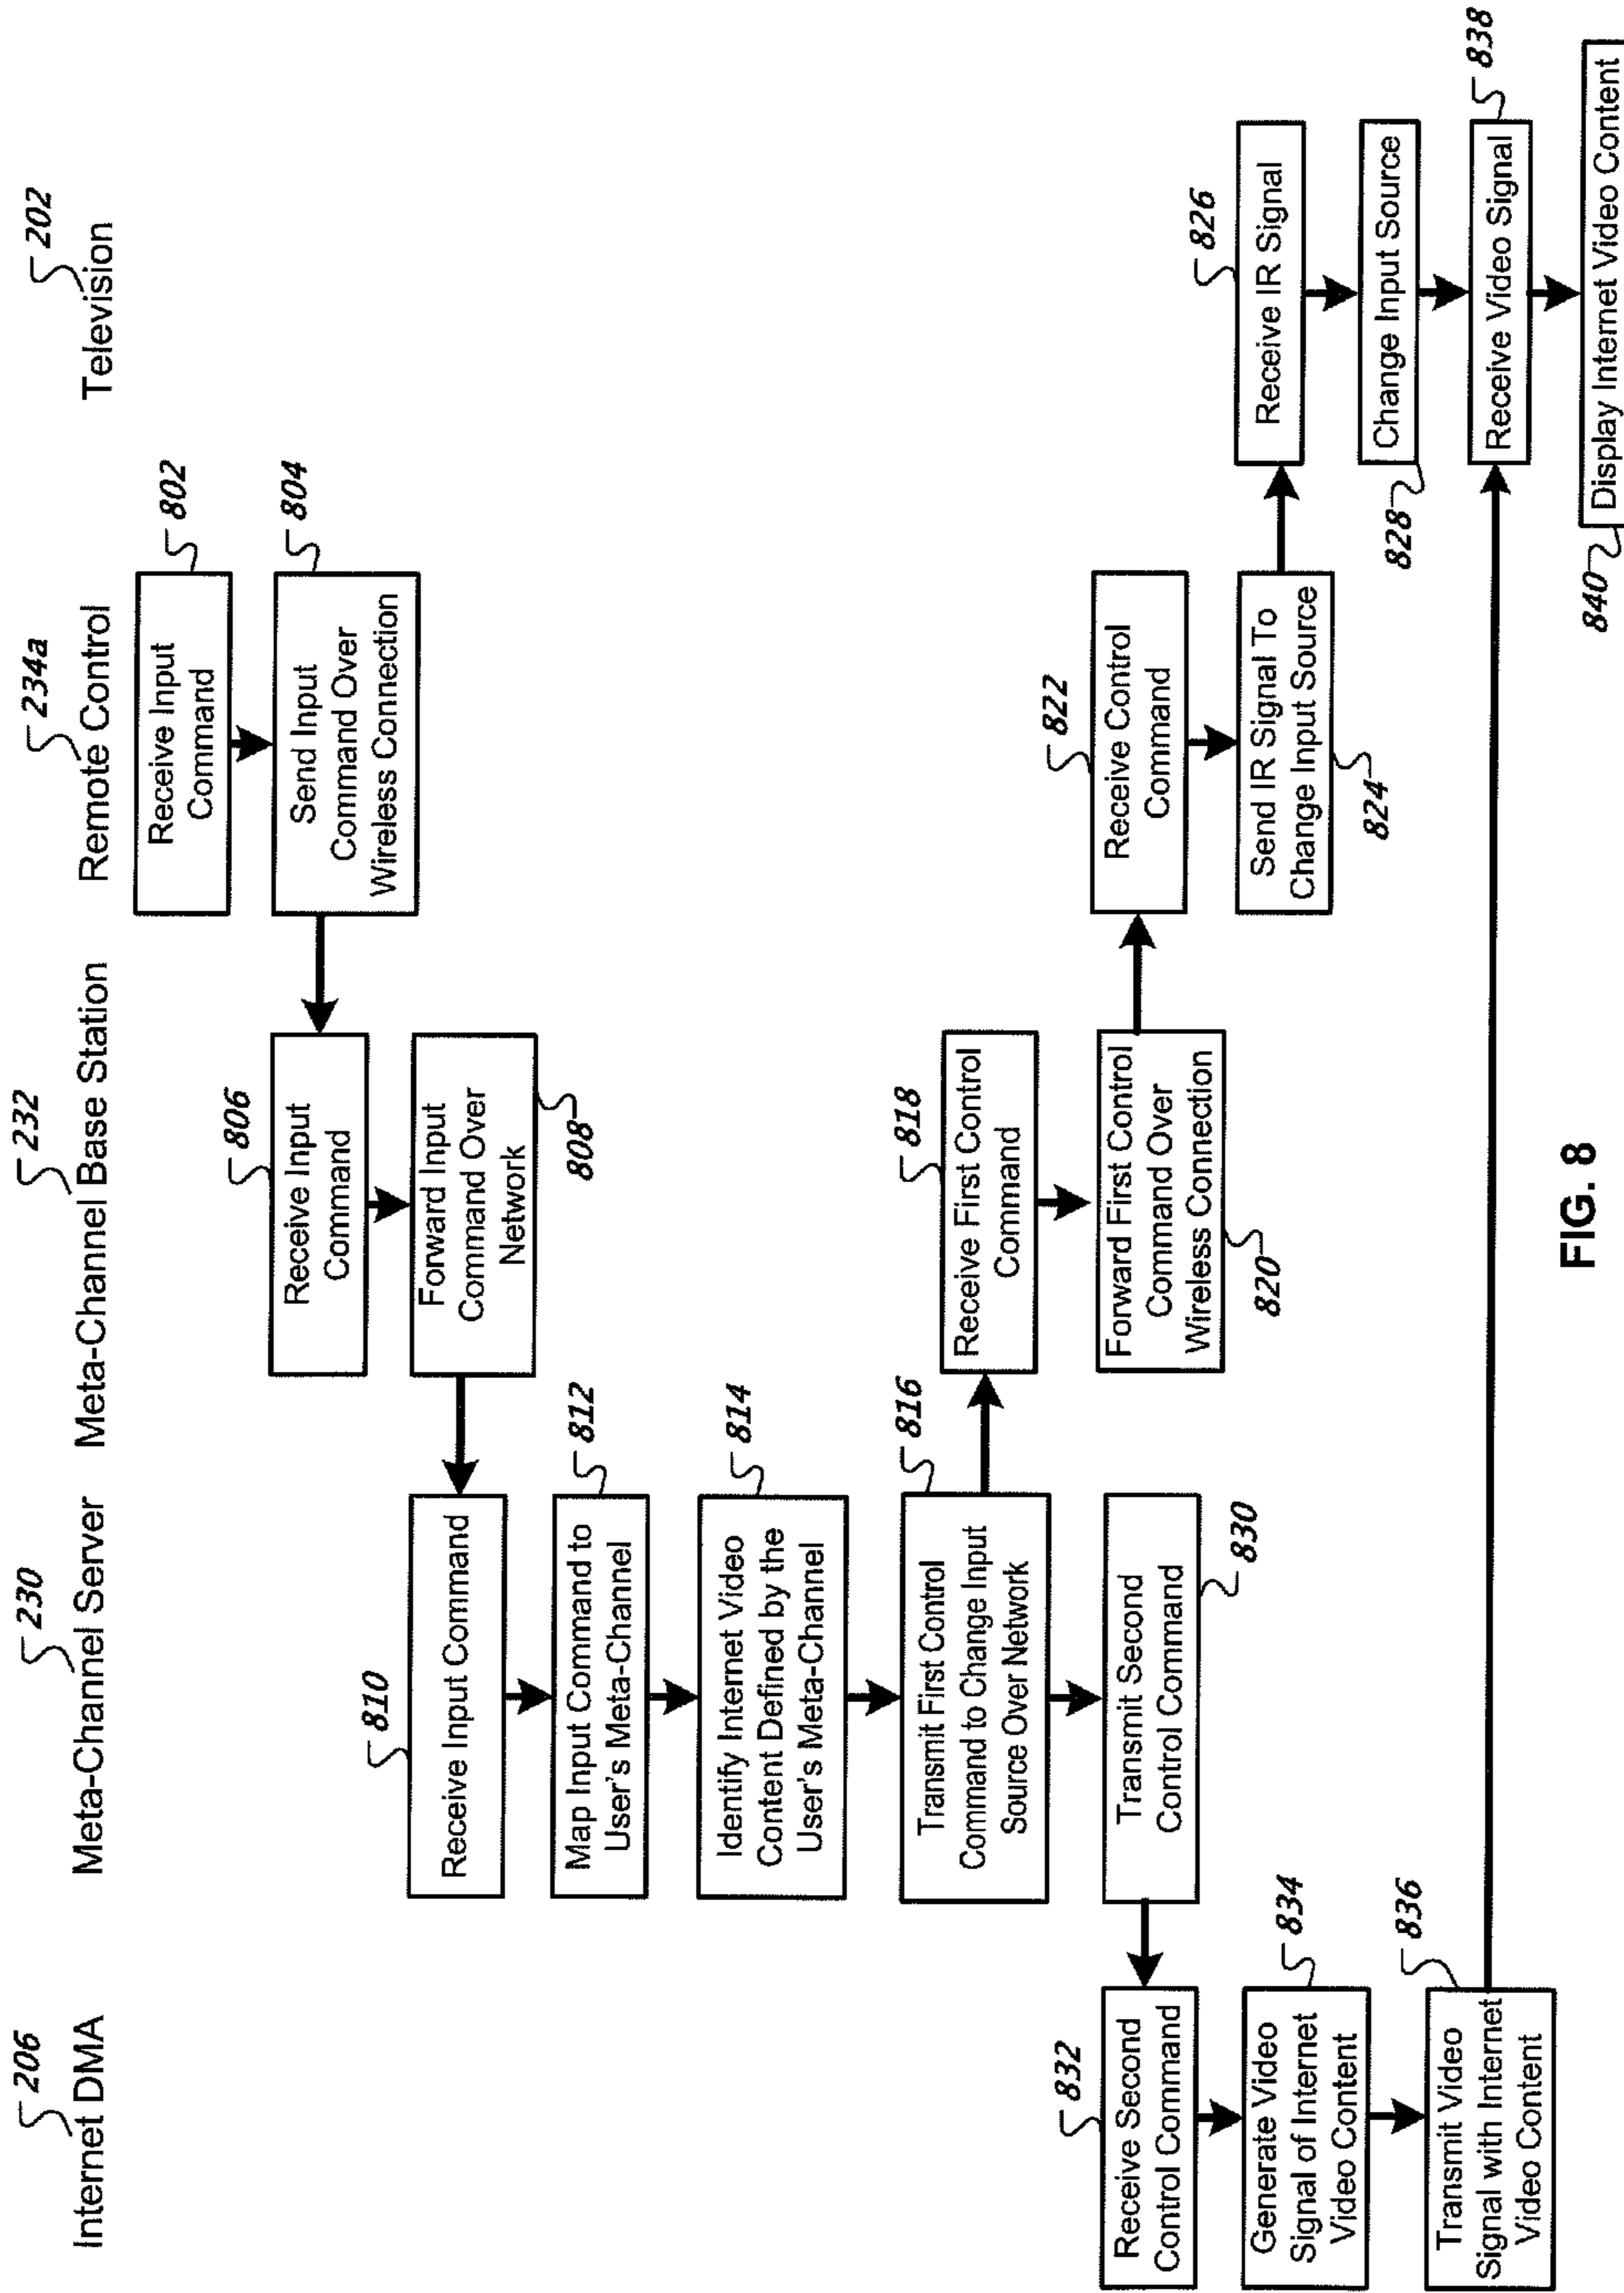 206
Internet DMA
230
Meta-Channel Server
232
Meta-Channel Base Station
234a
Remote Control
202
Television
Receive Input
Command
802
Send Input
Command Over
Wireless Connection
804
806
Receive Input
Command
Forward Input
Command Over
Network
808
810
Receive Input Command
Map Input Command to
User's Meta-Channel
812
Identify Internet Video
Content Defined by the
User's Meta-Channel
814
816
Transmit First Control
Command to Change Input
Source Over Network
818
Receive First Control
Command
Forward First Control
Command Over
Wireless Connection
820
822
Receive Control
Command
Send IR Signal To
Change Input Source
824
826
Receive IR Signal
Change Input Source
828
Transmit Second
Control Command
830
832
Receive Second
Control Command
Generate Video
Signal of Internet
Video Content
834
Transmit Video
Signal with Internet
Video Content
836
Receive Video Signal
838
Display Internet Video Content
840
FIG. 8